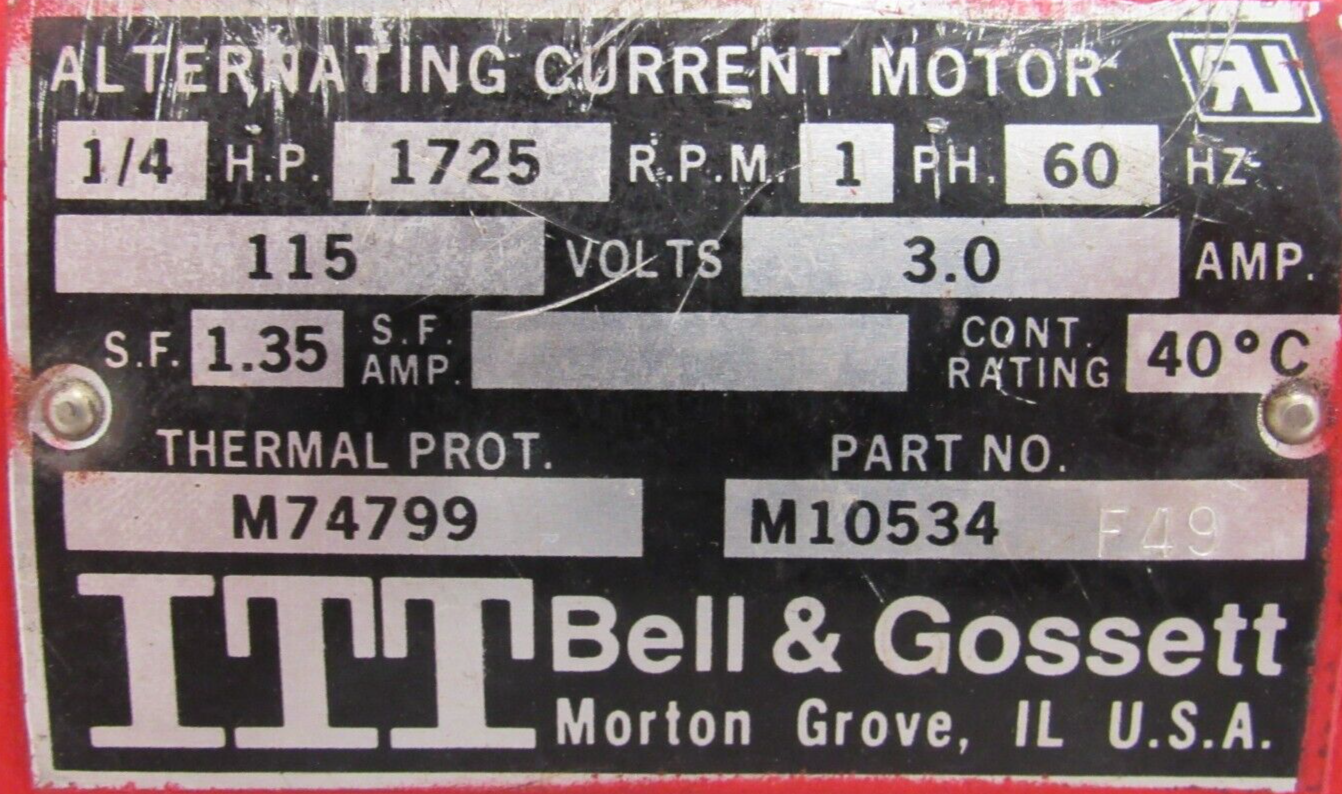 ALTERNATING CURRENT MOTOR RU
1/4 H.P. 1725 R.P.M. 1 PH. 60 HZ
115 VOLTS 3.0 AMP.
S.F. 1.35 S.F. AMP. CONT. RATING 40°C
THERMAL PROT. PART NO.
M74799 M10534 F49
ITT Bell & Gossett
Morton Grove, IL U.S.A.